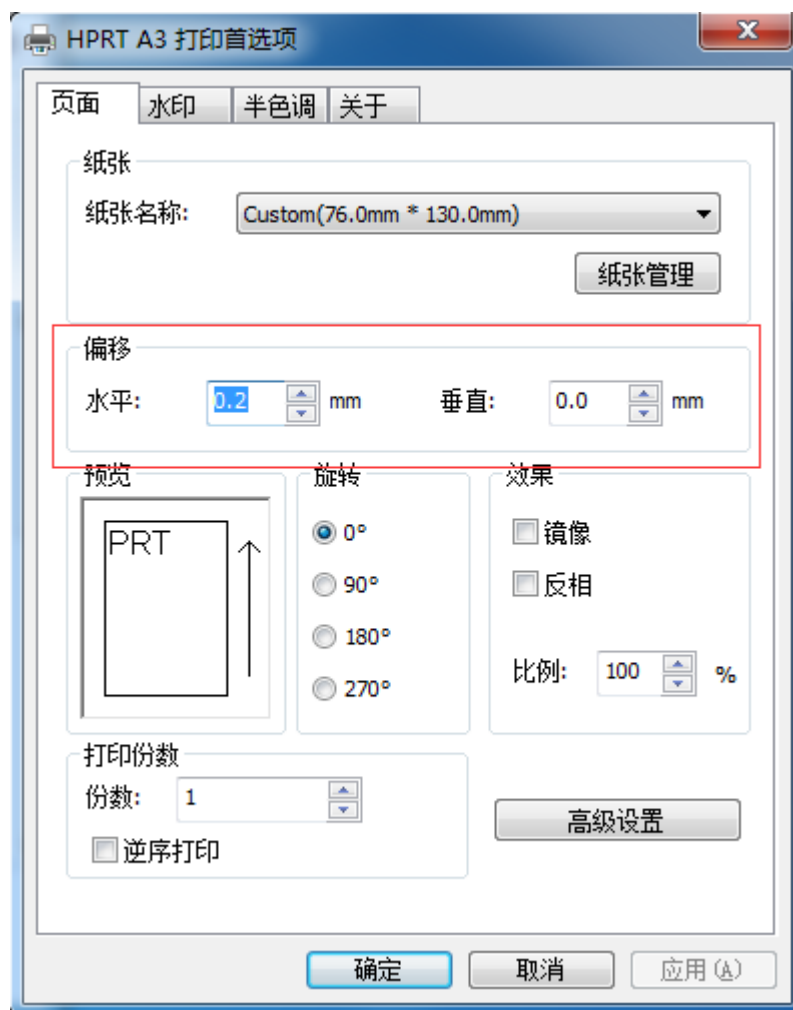 HPRT A3 打印首选项
页面 水印 半色调 关于
纸张
纸张名称: Custom(76.0mm * 130.0mm)
纸张管理
偏移
水平: 0.2 mm 垂直: 0.0 mm
预览 旋转 效果
PRT
0° 镜像
90° 反相
180°
270°
比例: 100 %
打印份数
份数: 1
高级设置
逆序打印
确定 取消 应用(A)